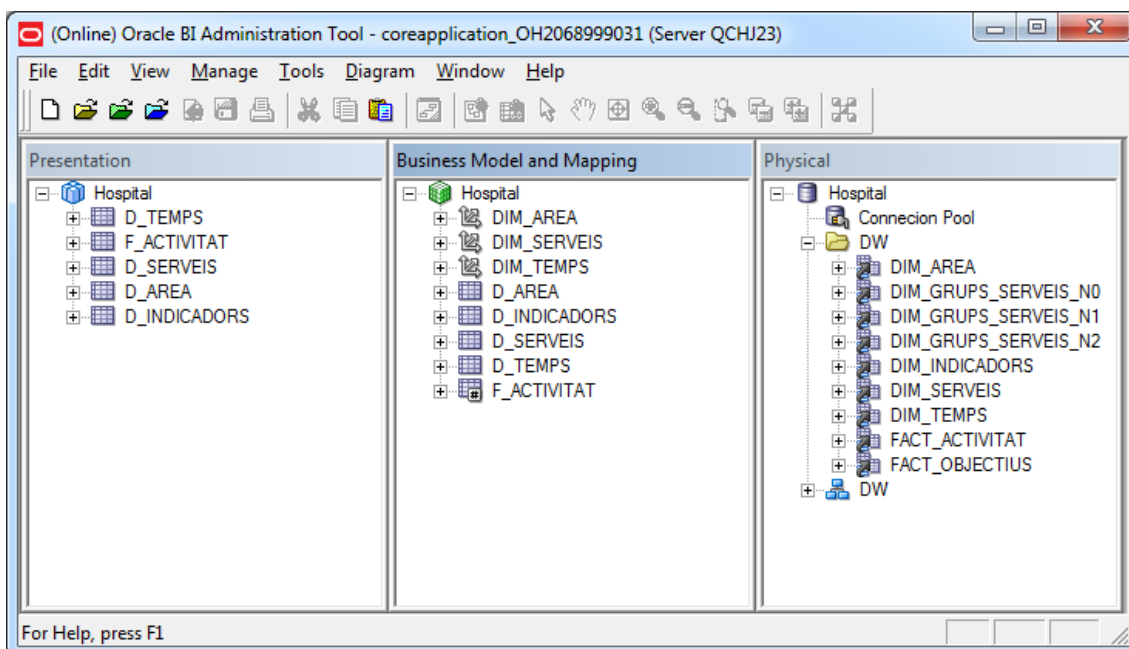 (Online) Oracle BI Administration Tool - coreapplication_OH2068999031 (Server QCHJ23)
File Edit View Manage Tools Diagram Window Help
Presentation
Hospital
D_TEMPS
F_ACTIVITAT
D_SERVEIS
D_AREA
D_INDICADORS
Business Model and Mapping
Hospital
DIM_AREA
DIM_SERVEIS
DIM_TEMPS
D_AREA
D_INDICADORS
D_SERVEIS
D_TEMPS
F_ACTIVITAT
Physical
Hospital
Connecion Pool
DW
DIM_AREA
DIM_GRUPS_SERVEIS_N0
DIM_GRUPS_SERVEIS_N1
DIM_GRUPS_SERVEIS_N2
DIM_INDICADORS
DIM_SERVEIS
DIM_TEMPS
FACT_ACTIVITAT
FACT_OBJECTIUS
DW
For Help, press F1